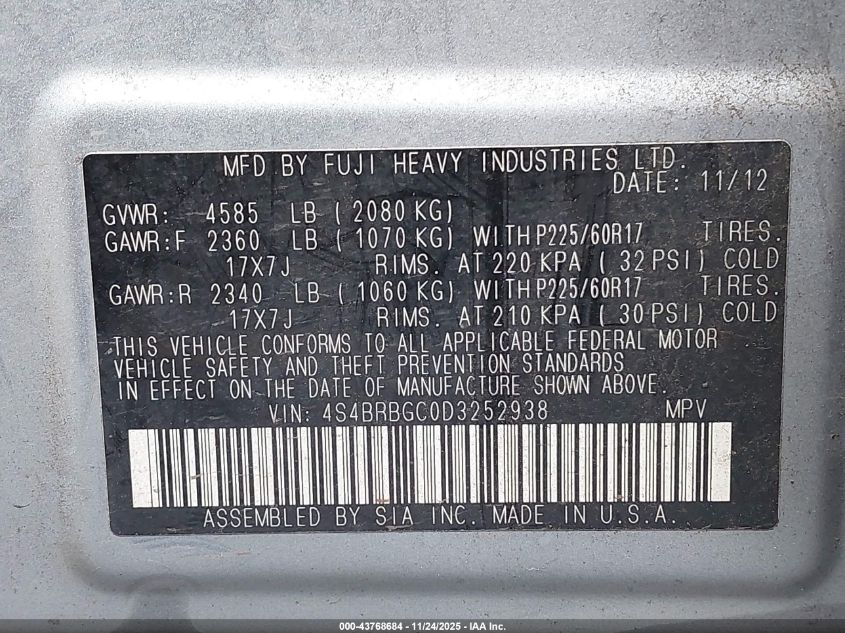 MFD BY FUJI HEAVY INDUSTRIES LTD.
DATE: 11/12
GVWR: 4585 LB ( 2080 KG)
GAWR:F 2360 LB ( 1070 KG) WITH P225/60R17 TIRES.
17X7J RIMS. AT 220 KPA ( 32 PSI) COLD
GAWR:R 2340 LB ( 1060 KG) WITH P225/60R17 TIRES.
17X7J RIMS. AT 210 KPA ( 30 PSI) COLD
THIS VEHICLE CONFORMS TO ALL APPLICABLE FEDERAL MOTOR
VEHICLE SAFETY AND THEFT PREVENTION STANDARDS
IN EFFECT ON THE DATE OF MANUFACTURE SHOWN ABOVE.
VIN: 4S4BRBGC0D3252938 MPV
ASSEMBLED BY SIA INC. MADE IN U.S.A.
000-43768684 - 11/24/2025 - IAA Inc.